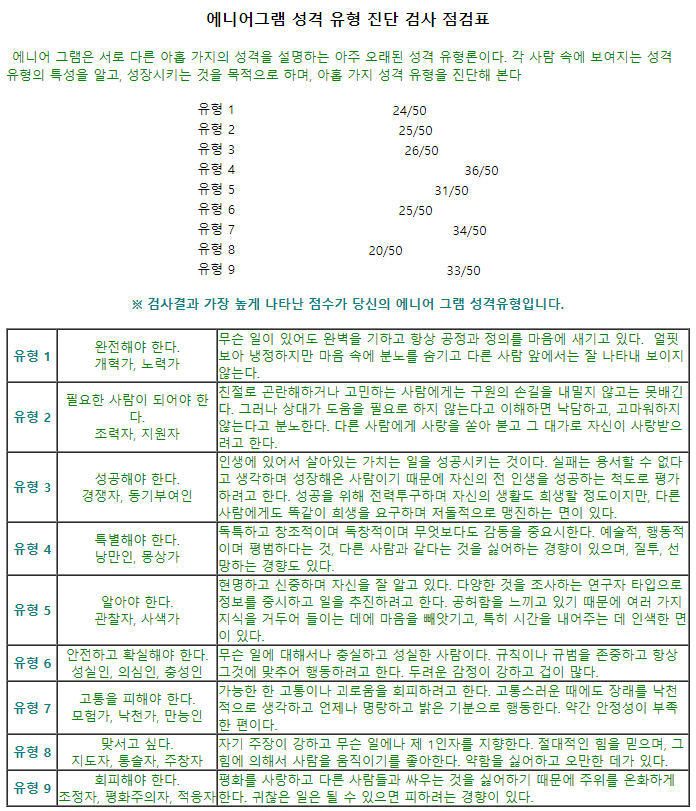 에니어그램 성격 유형 진단 검사 점검표
에니어 그램은 서로 다른 아홉 가지의 성격을 설명하는 아주 오래된 성격 유형론이다. 각 사람 속에 보여지는 성격
유형의 특성을 알고, 성장시키는 것을 목적으로 하며, 아홉 가지 성격 유형을 진단해 본다
유형 1 24/50
유형 2 25/50
유형 3 26/50
유형 4 36/50
유형 5 31/50
유형 6 25/50
유형 7 34/50
유형 8 20/50
유형 9 33/50
※ 검사결과 가장 높게 나타난 점수가 당신의 에니어 그램 성격유형입니다.
유형 1
완전해야 한다.
개혁가, 노력가
무슨 일이 있어도 완벽을 기하고 항상 공정과 정의를 마음에 새기고 있다. 얼핏
보아 냉정하지만 마음 속에 분노를 숨기고 다른 사람 앞에서는 잘 나타내 보이지
않는다.
유형 2
필요한 사람이 되어야 한
다.
조력자, 지원자
친절로 곤란해하거나 고민하는 사람에게는 구원의 손길을 내밀지 않고는 못배긴
다. 그러나 상대가 도움을 필요로 하지 않는다고 이해하면 낙담하고, 고마워하지
않는다고 분노한다. 다른 사람에게 사랑을 쏟아 붇고 그 대가로 자신이 사랑받으
려고 한다.
유형 3
성공해야 한다.
경쟁자, 동기부여인
인생에 있어서 살아있는 가치는 일을 성공시키는 것이다. 실패는 용서할 수 없다
고 생각하며 성장해온 사람이기 때문에 자신의 전 인생을 성공하는 척도로 평가
하려고 한다. 성공을 위해 전력투구하며 자신의 생활도 희생할 정도이지만, 다른
사람에게도 똑같이 희생을 요구하며 저돌적으로 맹진하는 면이 있다.
유형 4
특별해야 한다.
낭만인, 몽상가
독특하고 창조적이며 독창적이며 무엇보다도 감동을 중요시한다. 예술적, 행동적
이며 평범하다는 것, 다른 사람과 같다는 것을 싫어하는 경향이 있으며, 질투, 선
망하는 경향도 있다.
유형 5
알아야 한다.
관찰자, 사색가
현명하고 신중하며 자신을 잘 알고 있다. 다양한 것을 조사하는 연구자 타입으로
정보를 중시하고 일을 추진하려고 한다. 공허함을 느끼고 있기 때문에 여러 가지
지식을 거두어 들이는 데에 마음을 빼앗기고, 특히 시간을 내어주는 데 인색한 면
이 있다.
유형 6
안전하고 확실해야 한다.
성실인, 의심인, 충성인
무슨 일에 대해서나 충실하고 성실한 사람이다. 규칙이나 규범을 존중하고 항상
그것에 맞추어 행동하려고 한다. 두려운 감정이 강하고 겁이 많다.
유형 7
고통을 피해야 한다.
모험가, 낙천가, 만능인
가능한 한 고통이나 괴로움을 회피하려고 한다. 고통스러운 때에도 장래를 낙천
적으로 생각하고 언제나 명랑하고 밝은 기분으로 행동한다. 약간 안정성이 부족
한 편이다.
유형 8
맞서고 싶다.
지도자, 통솔자, 주창자
자기 주장이 강하고 무슨 일에나 제 1인자를 지향한다. 절대적인 힘을 믿으며, 그
힘에 의해서 사람을 움직이기를 좋아한다. 약함을 싫어하고 오만한 데가 있다.
유형 9
회피해야 한다.
조정자, 평화주의자, 적응자
평화를 사랑하고 다른 사람들과 싸우는 것을 싫어하기 때문에 주위를 온화하게
한다. 귀찮은 일은 될 수 있으면 피하려는 경향이 있다.